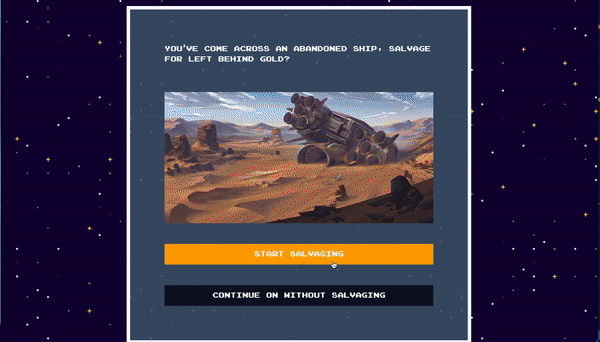 YOU'VE COME ACROSS AN ABANDONED SHIP, SALVAGE
FOR LEFT BEHIND GOLD?
START SALVAGING
CONTINUE ON WITHOUT SALVAGING